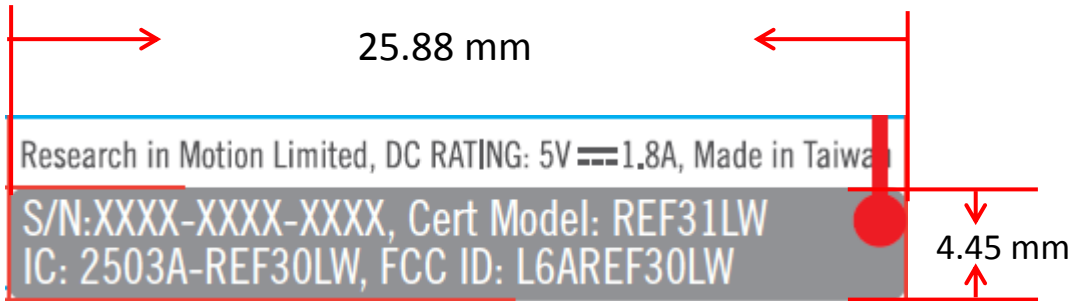 25.88 mm
Research in Motion Limited, DC RATING: 5V ⎓ 1.8A, Made in Taiwan
S/N:XXXX-XXXX-XXXX, Cert Model: REF31LW
IC: 2503A-REF30LW, FCC ID: L6AREF30LW
4.45 mm